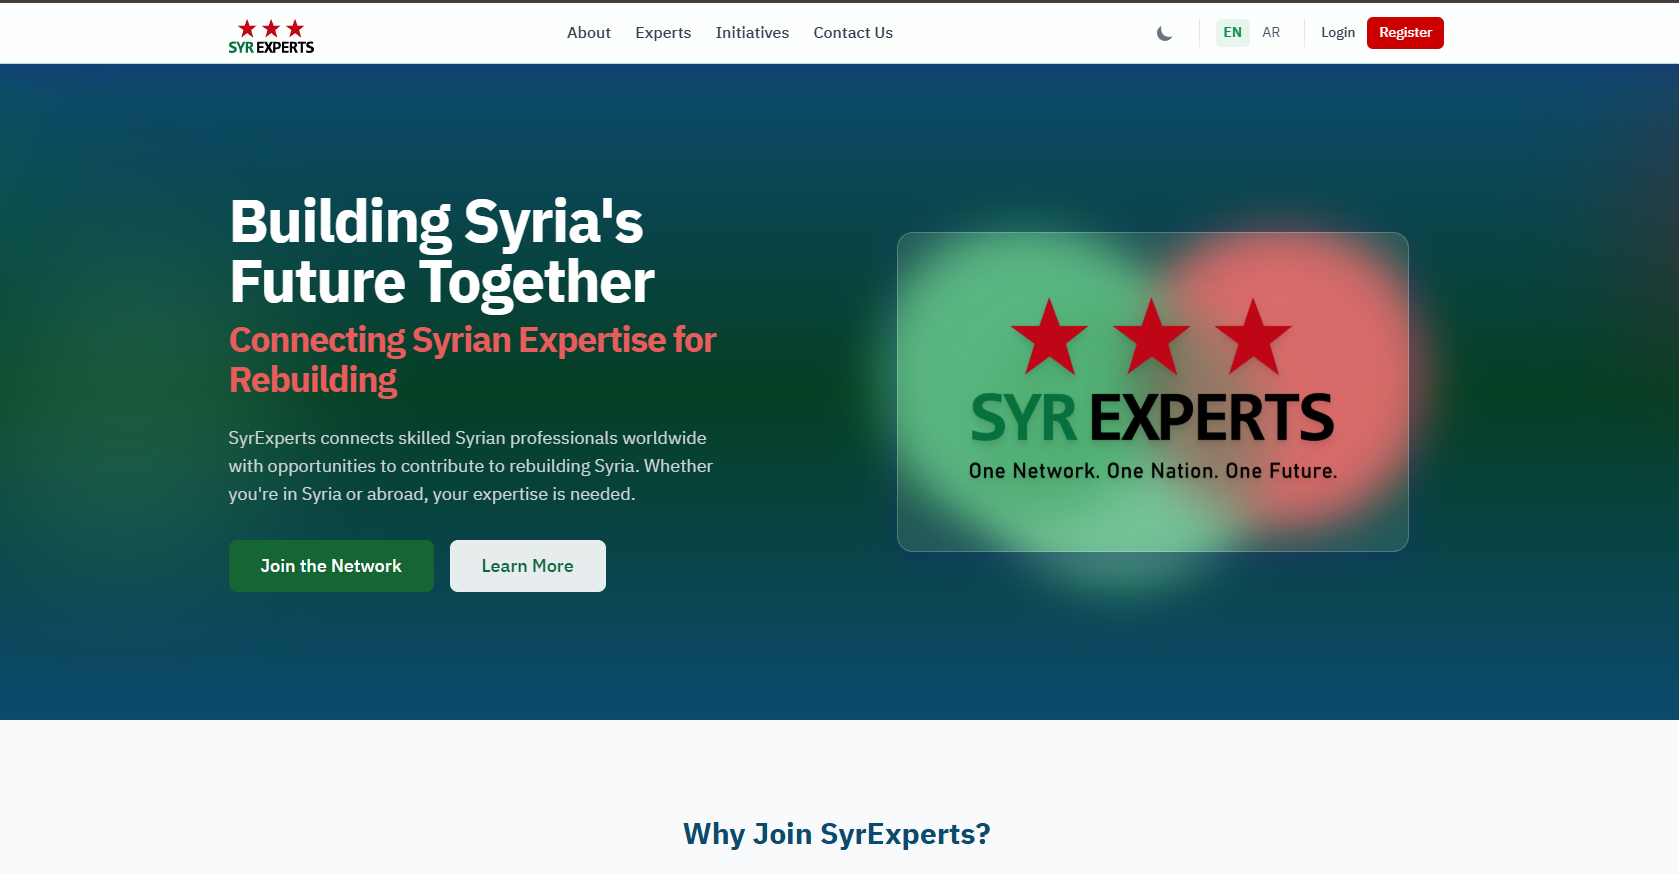 SYR EXPERTS
About
Experts
Initiatives
Contact Us
EN
AR
Login
Register
Building Syria's
Future Together
Connecting Syrian Expertise for
Rebuilding
SyrExperts connects skilled Syrian professionals worldwide
with opportunities to contribute to rebuilding Syria. Whether
you're in Syria or abroad, your expertise is needed.
Join the Network
Learn More
SYR EXPERTS
One Network. One Nation. One Future.
Why Join SyrExperts?